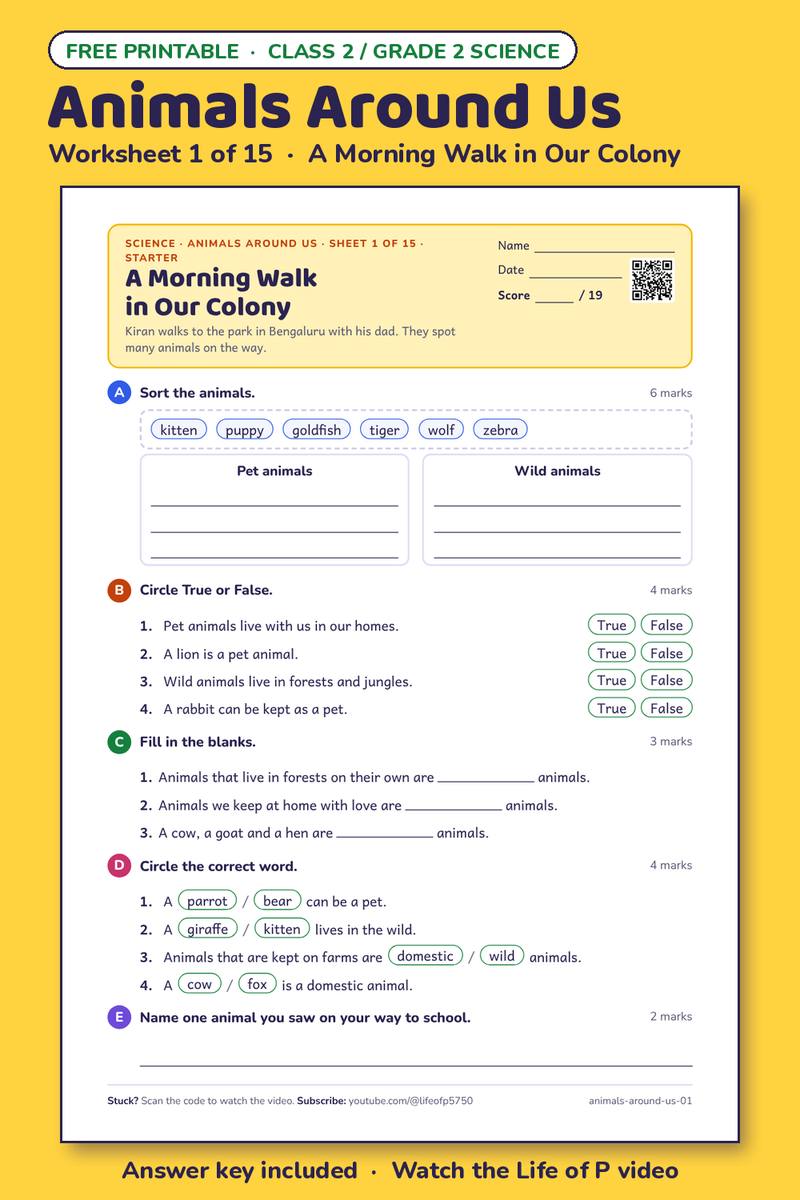 FREE PRINTABLE · CLASS 2 / GRADE 2 SCIENCE
Animals Around Us
Worksheet 1 of 15 · A Morning Walk in Our Colony
SCIENCE · ANIMALS AROUND US · SHEET 1 OF 15 ·
STARTER
A Morning Walk
in Our Colony
Kiran walks to the park in Bengaluru with his dad. They spot
many animals on the way.
Name
Date
Score / 19
A Sort the animals. 6 marks
kitten puppy goldfish tiger wolf zebra
Pet animals Wild animals
B Circle True or False. 4 marks
1. Pet animals live with us in our homes. True False
2. A lion is a pet animal. True False
3. Wild animals live in forests and jungles. True False
4. A rabbit can be kept as a pet. True False
C Fill in the blanks. 3 marks
1. Animals that live in forests on their own are ____________ animals.
2. Animals we keep at home with love are ____________ animals.
3. A cow, a goat and a hen are ____________ animals.
D Circle the correct word. 4 marks
1. A parrot / bear can be a pet.
2. A giraffe / kitten lives in the wild.
3. Animals that are kept on farms are domestic / wild animals.
4. A cow / fox is a domestic animal.
E Name one animal you saw on your way to school. 2 marks
Stuck? Scan the code to watch the video. Subscribe: youtube.com/@lifeofp5750 animals-around-us-01
Answer key included · Watch the Life of P video